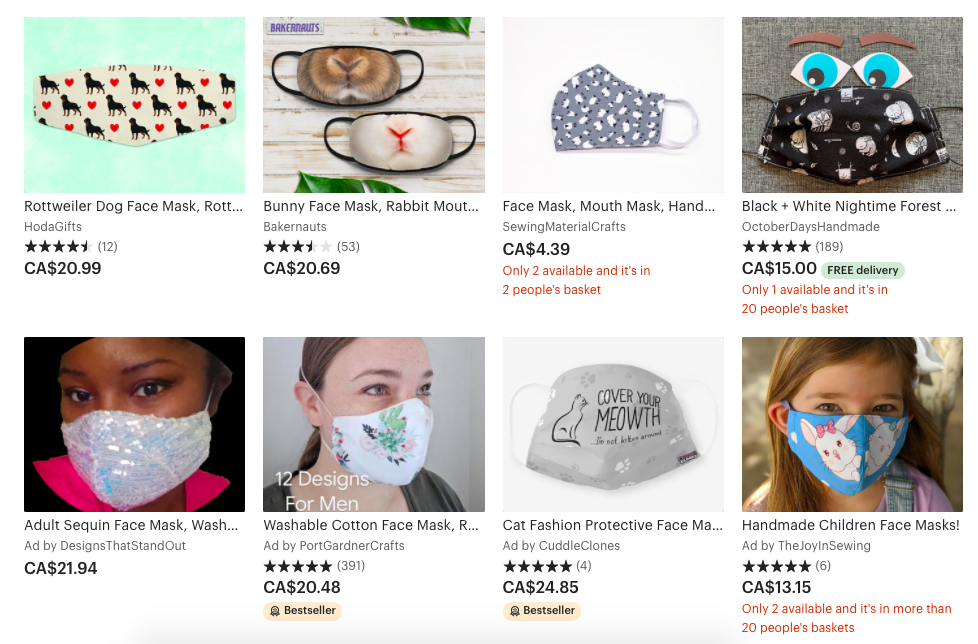 BAKERNAUTS
Rottweiler Dog Face Mask, Rott...
HodaGifts
(12)
CA$20.99
Bunny Face Mask, Rabbit Mout...
Bakernauts
(53)
CA$20.69
Face Mask, Mouth Mask, Hand...
SewingMaterialCrafts
CA$4.39
Only 2 available and it's in
2 people's basket
Black + White Nightime Forest ...
OctoberDaysHandmade
(189)
CA$15.00 FREE delivery
Only 1 available and it's in
20 people's basket
12 Designs
For Men
COVER YOUR
MEOWTH
...I'm not kitten around
Adult Sequin Face Mask, Wash...
Ad by DesignsThatStandOut
CA$21.94
Washable Cotton Face Mask, R...
Ad by PortGardnerCrafts
(391)
CA$20.48
Bestseller
Cat Fashion Protective Face Ma...
Ad by CuddleClones
(4)
CA$24.85
Bestseller
Handmade Children Face Masks!
Ad by TheJoyInSewing
(6)
CA$13.15
Only 2 available and it's in more than
20 people's baskets